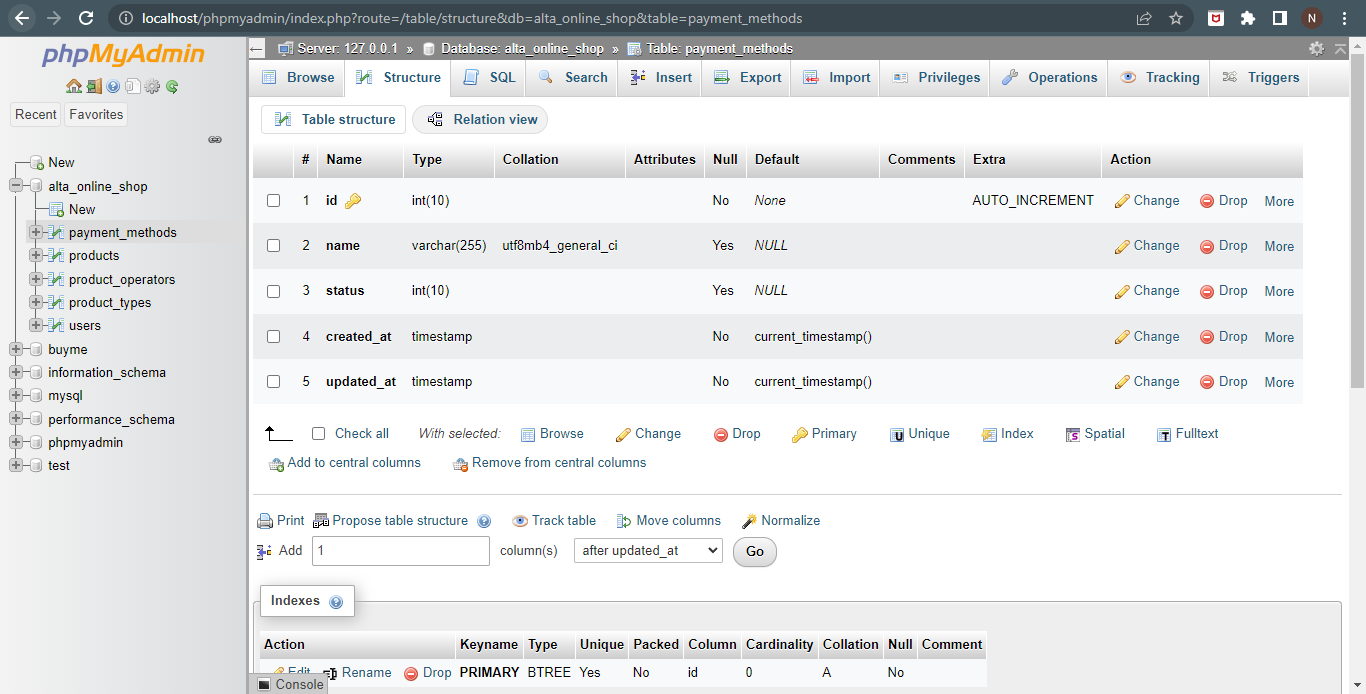 localhost/phpmyadmin/index.php?route=/table/structure&db=alta_online_shop&table=payment_methods
N
phpMyAdmin
Recent Favorites
New
alta_online_shop
New
payment_methods
products
product_operators
product_types
users
buyme
information_schema
mysql
performance_schema
phpmyadmin
test
Server: 127.0.0.1 » Database: alta_online_shop » Table: payment_methods
Browse Structure SQL Search Insert Export Import Privileges Operations Tracking Triggers
Table structure Relation view
# Name Type Collation Attributes Null Default Comments Extra Action
1 id int(10) No None AUTO_INCREMENT Change Drop More
2 name varchar(255) utf8mb4_general_ci Yes NULL Change Drop More
3 status int(10) Yes NULL Change Drop More
4 created_at timestamp No current_timestamp() Change Drop More
5 updated_at timestamp No current_timestamp() Change Drop More
Check all With selected: Browse Change Drop Primary Unique Index Spatial Fulltext
Add to central columns Remove from central columns
Print Propose table structure Track table Move columns Normalize
Add 1 column(s) after updated_at Go
Indexes
Action Keyname Type Unique Packed Column Cardinality Collation Null Comment
Edit Rename Drop PRIMARY BTREE Yes No id 0 A No
Console